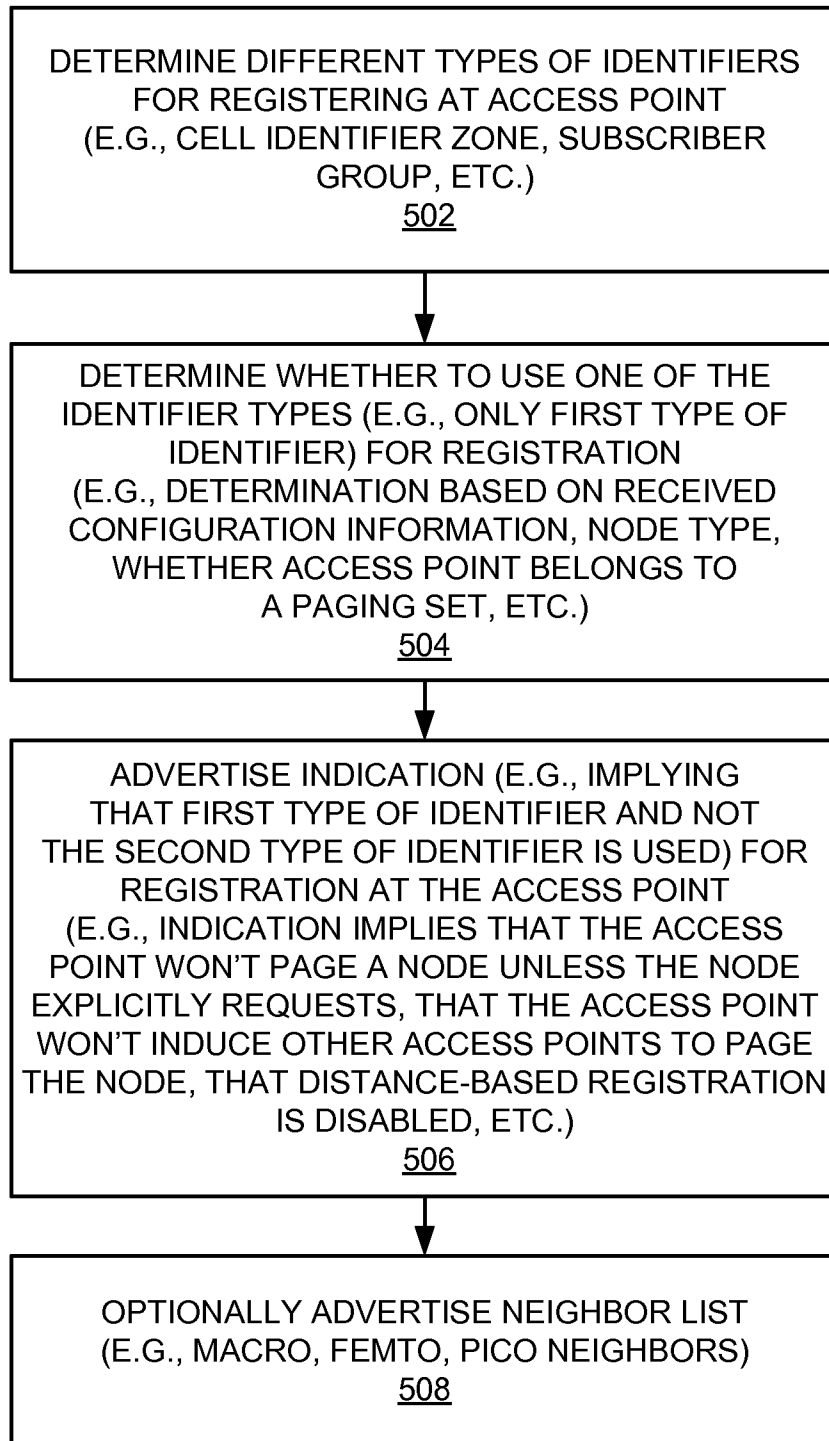 DETERMINE DIFFERENT TYPES OF IDENTIFIERS
FOR REGISTERING AT ACCESS POINT
(E.G., CELL IDENTIFIER ZONE, SUBSCRIBER
GROUP, ETC.)
502
DETERMINE WHETHER TO USE ONE OF THE
IDENTIFIER TYPES (E.G., ONLY FIRST TYPE OF
IDENTIFIER) FOR REGISTRATION
(E.G., DETERMINATION BASED ON RECEIVED
CONFIGURATION INFORMATION, NODE TYPE,
WHETHER ACCESS POINT BELONGS TO
A PAGING SET, ETC.)
504
ADVERTISE INDICATION (E.G., IMPLYING
THAT FIRST TYPE OF IDENTIFIER AND NOT
THE SECOND TYPE OF IDENTIFIER IS USED) FOR
REGISTRATION AT THE ACCESS POINT
(E.G., INDICATION IMPLIES THAT THE ACCESS
POINT WON'T PAGE A NODE UNLESS THE NODE
EXPLICITLY REQUESTS, THAT THE ACCESS POINT
WON'T INDUCE OTHER ACCESS POINTS TO PAGE
THE NODE, THAT DISTANCE-BASED REGISTRATION
IS DISABLED, ETC.)
506
OPTIONALLY ADVERTISE NEIGHBOR LIST
(E.G., MACRO, FEMTO, PICO NEIGHBORS)
508